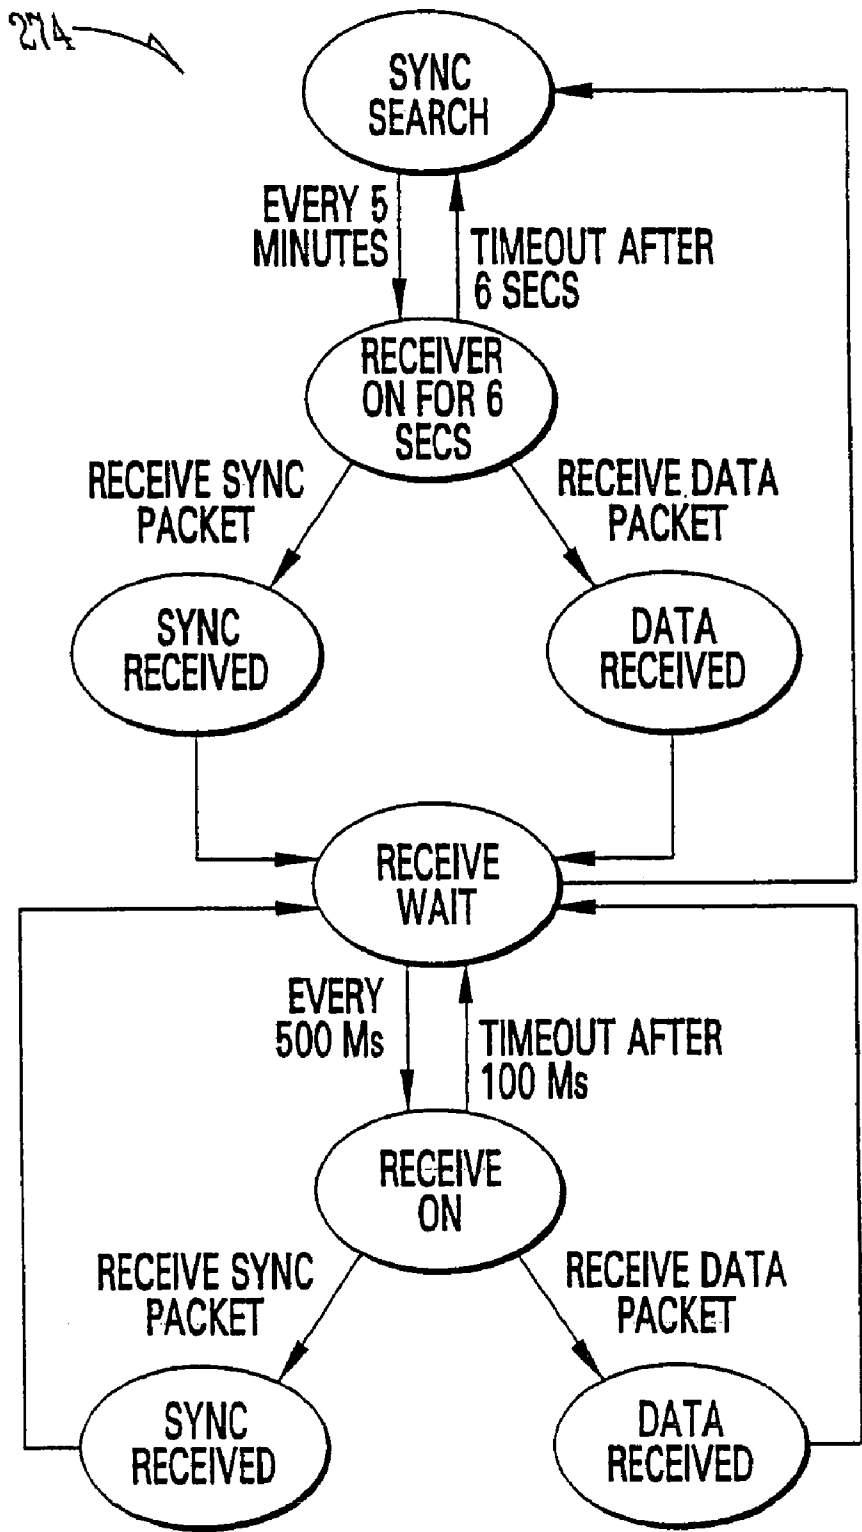 274
SYNC
SEARCH
EVERY 5
MINUTES
TIMEOUT AFTER
6 SECS
RECEIVER
ON FOR 6
SECS
RECEIVE SYNC
PACKET
RECEIVE DATA
PACKET
SYNC
RECEIVED
DATA
RECEIVED
RECEIVE
WAIT
EVERY
500 Ms
TIMEOUT AFTER
100 Ms
RECEIVE
ON
RECEIVE SYNC
PACKET
RECEIVE DATA
PACKET
SYNC
RECEIVED
DATA
RECEIVED